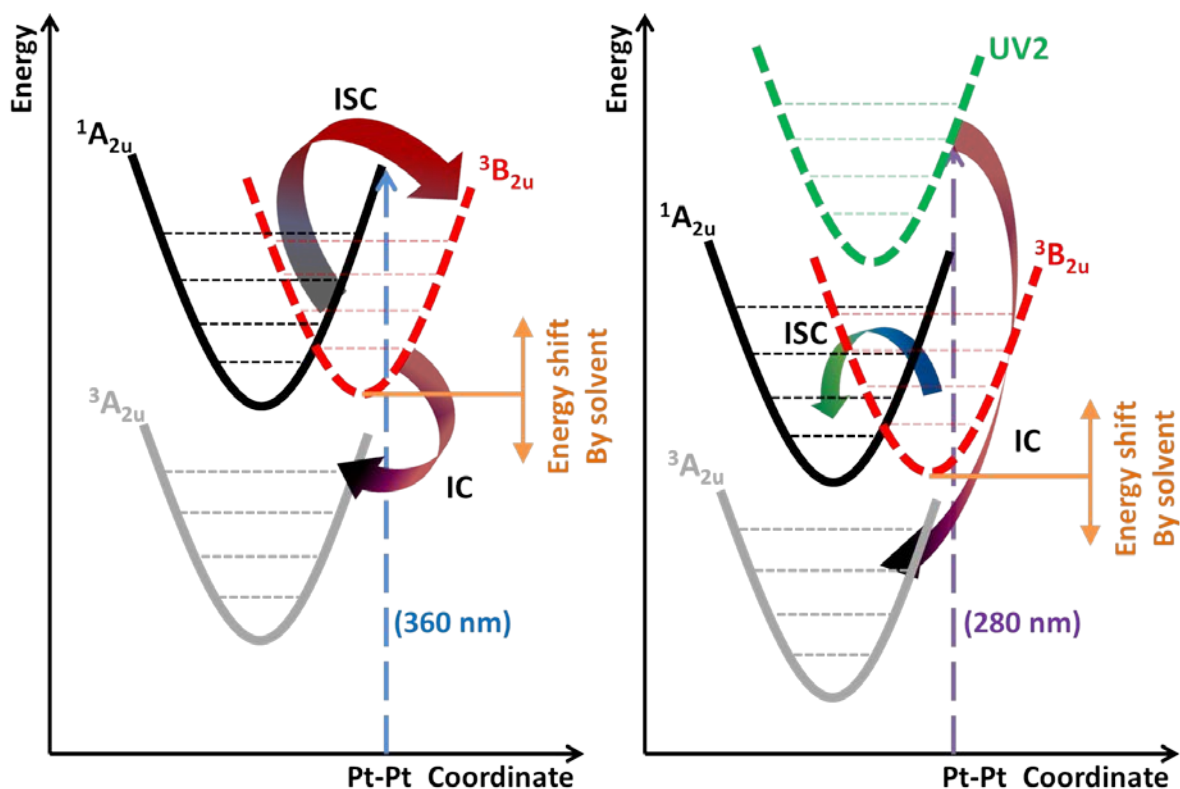 Energy
ISC
¹A₂ᵤ
³B₂ᵤ
³A₂ᵤ
Energy shift
By solvent
IC
(360 nm)
Pt-Pt Coordinate
Energy
UV2
¹A₂ᵤ
³B₂ᵤ
ISC
³A₂ᵤ
IC
Energy shift
By solvent
(280 nm)
Pt-Pt Coordinate